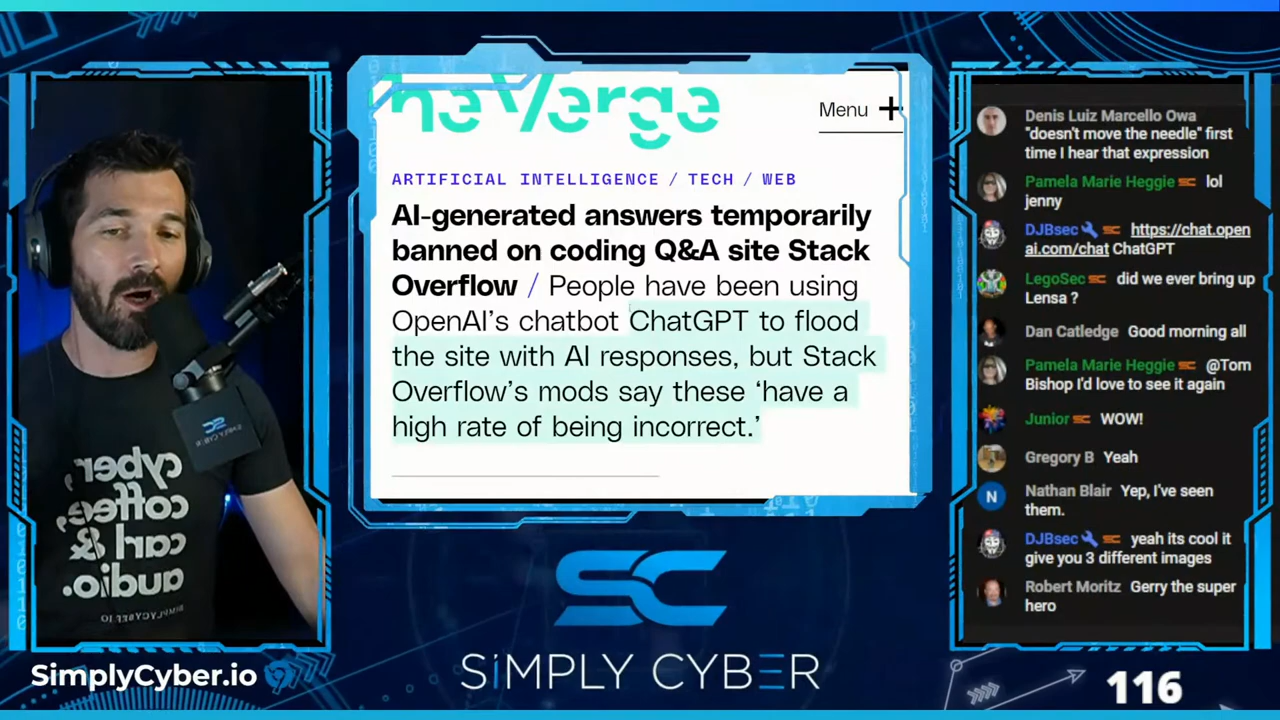 TheVerge
Menu
ARTIFICIAL INTELLIGENCE / TECH / WEB
AI-generated answers temporarily
banned on coding Q&A site Stack
Overflow / People have been using
OpenAI's chatbot ChatGPT to flood
the site with AI responses, but Stack
Overflow's mods say these ‘have a
high rate of being incorrect.’
cyber,
coffee,
carl &
audio.
SIMPLYCYBER.IO
SC
SIMPLY CYBER
SimplyCyber.io
Denis Luiz Marcello Owa
"doesn't move the needle" first
time I hear that expression
Pamela Marie Heggie lol
jenny
DJBsec https://chat.open
ai.com/chat ChatGPT
LegoSec did we ever bring up
Lensa ?
Dan Catledge Good morning all
Pamela Marie Heggie @Tom
Bishop I'd love to see it again
Junior WOW!
Gregory B Yeah
N
Nathan Blair Yep, I've seen
them.
DJBsec yeah its cool it
give you 3 different images
Robert Moritz Gerry the super
hero
116